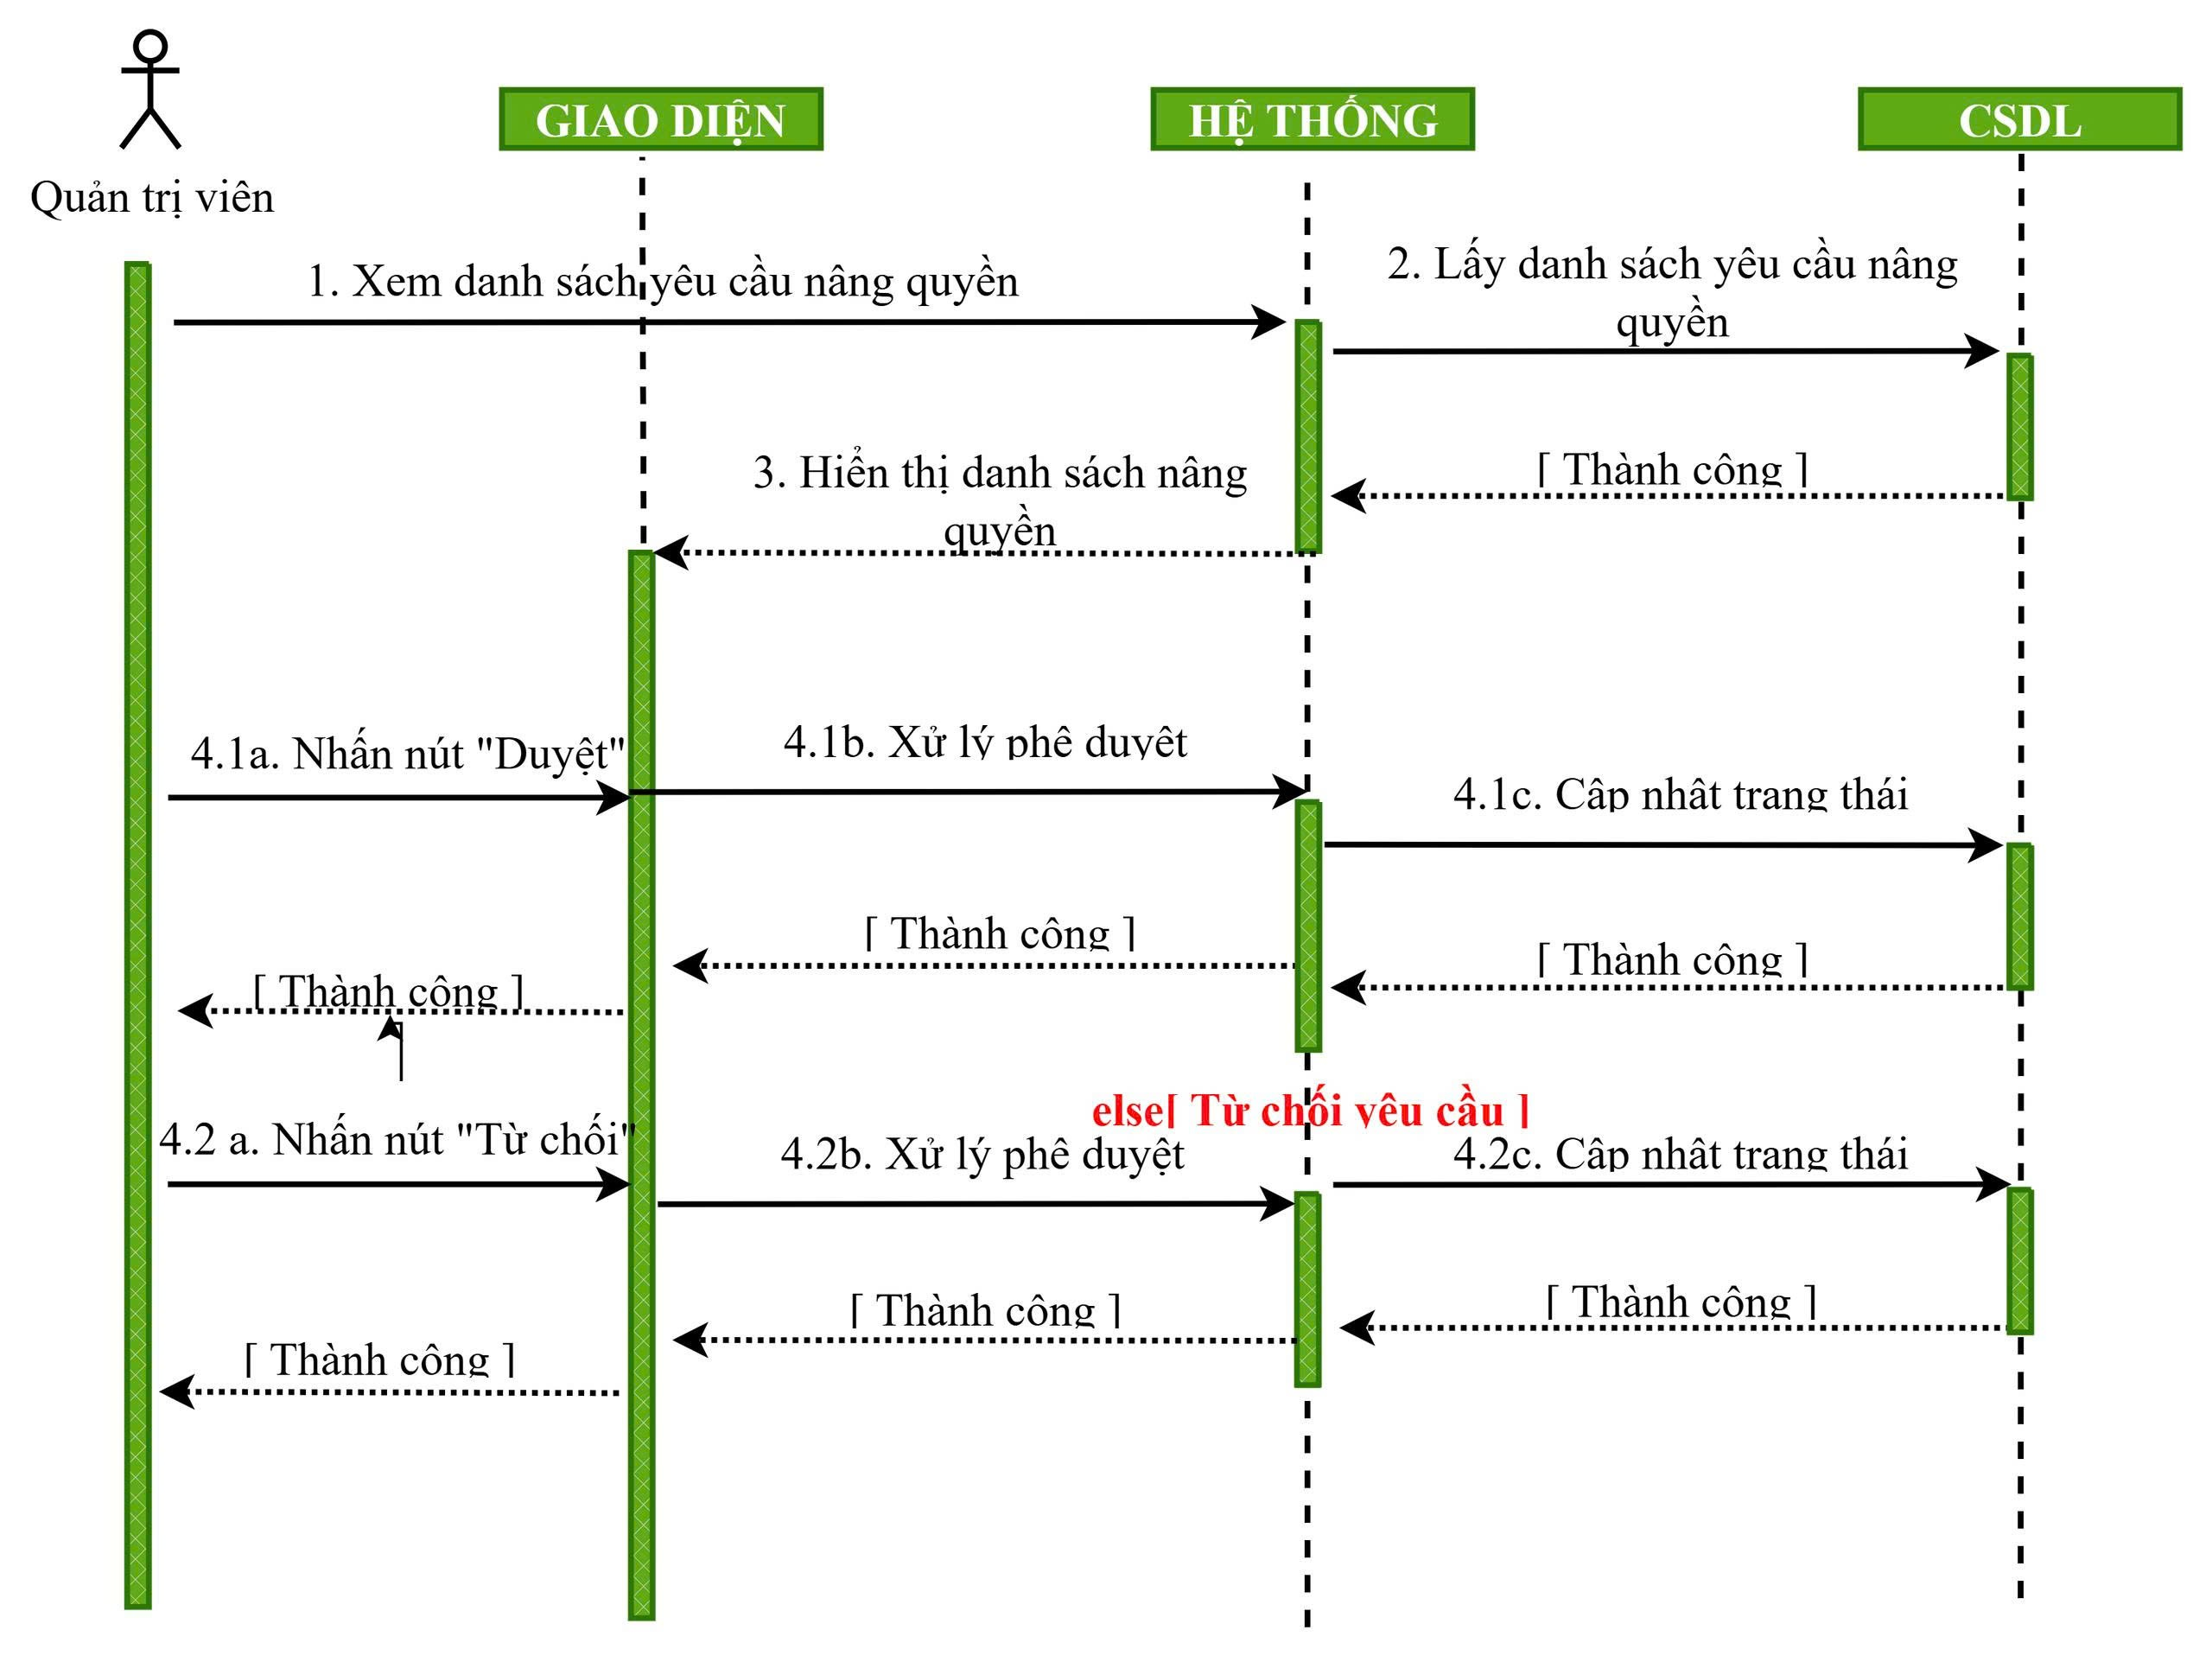 Quản trị viên
GIAO DIỆN
HỆ THỐNG
CSDL
1. Xem danh sách yêu cầu nâng quyền
2. Lấy danh sách yêu cầu nâng
quyền
[ Thành công ]
3. Hiển thị danh sách nâng
quyền
4.1a. Nhấn nút "Duyệt"
4.1b. Xử lý phê duyệt
4.1c. Cập nhật trạng thái
[ Thành công ]
[ Thành công ]
[ Thành công ]
else[ Từ chối yêu cầu ]
4.2 a. Nhấn nút "Từ chối"
4.2b. Xử lý phê duyệt
4.2c. Cập nhật trạng thái
[ Thành công ]
[ Thành công ]
[ Thành công ]